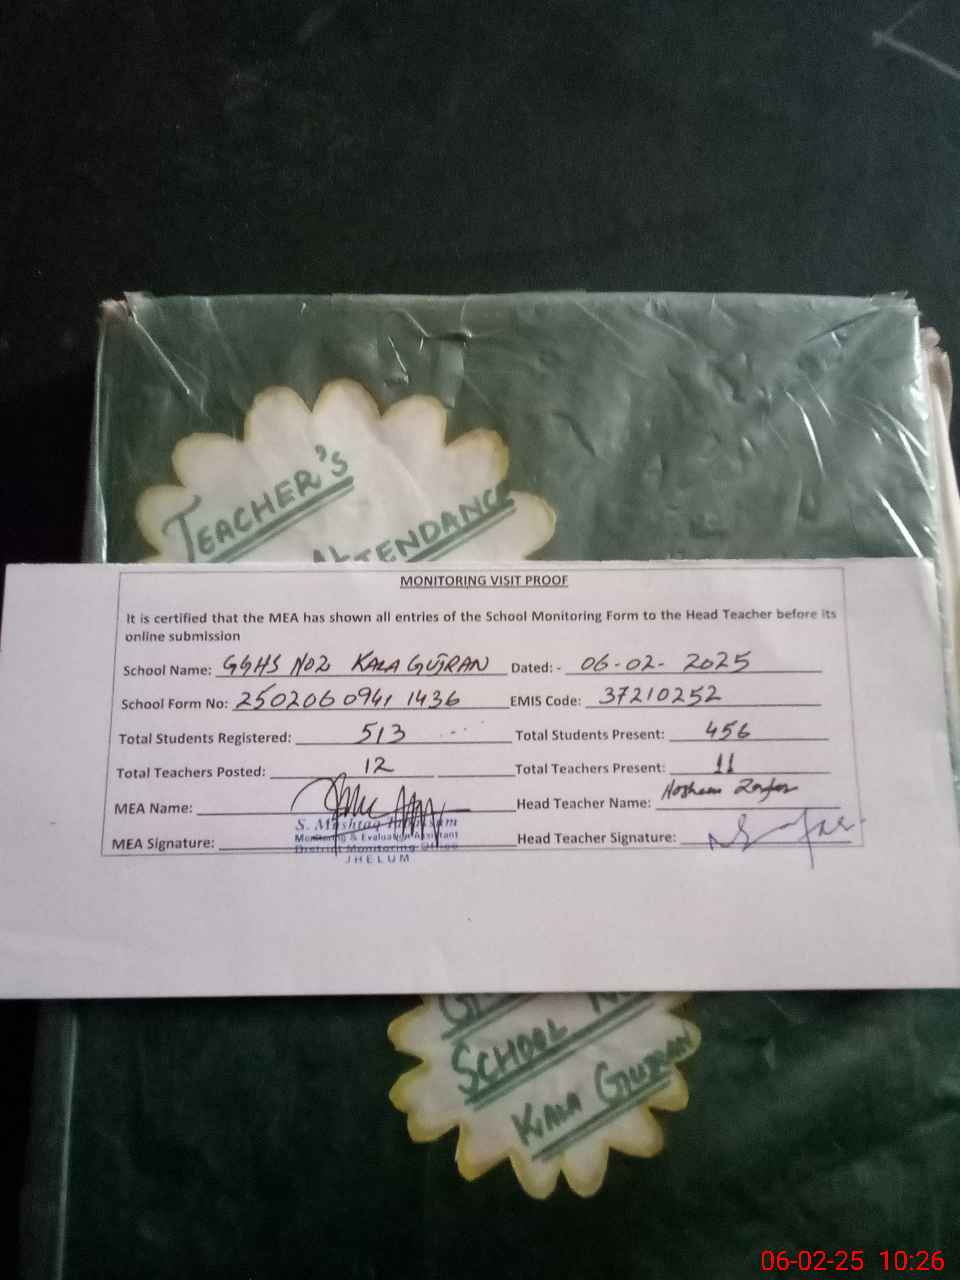 TEACHER'S
ATTENDANCE
MONITORING VISIT PROOF
It is certified that the MEA has shown all entries of the School Monitoring Form to the Head Teacher before its
online submission
School Name: GGHS NO2 KALA GUJRAN Dated: - 06-02-2025
School Form No: 250206 0941 1436 EMIS Code: 37210252
Total Students Registered: 513 Total Students Present: 456
Total Teachers Posted: 12 Total Teachers Present: 11
MEA Name: Head Teacher Name:
S. Mushtaq
Monitoring & Evaluation Assistant
MEA Signature: Head Teacher Signature:
District Monitoring Office
JHELUM
SCHOOL
KALA GUJRAN
06-02-25 10:26